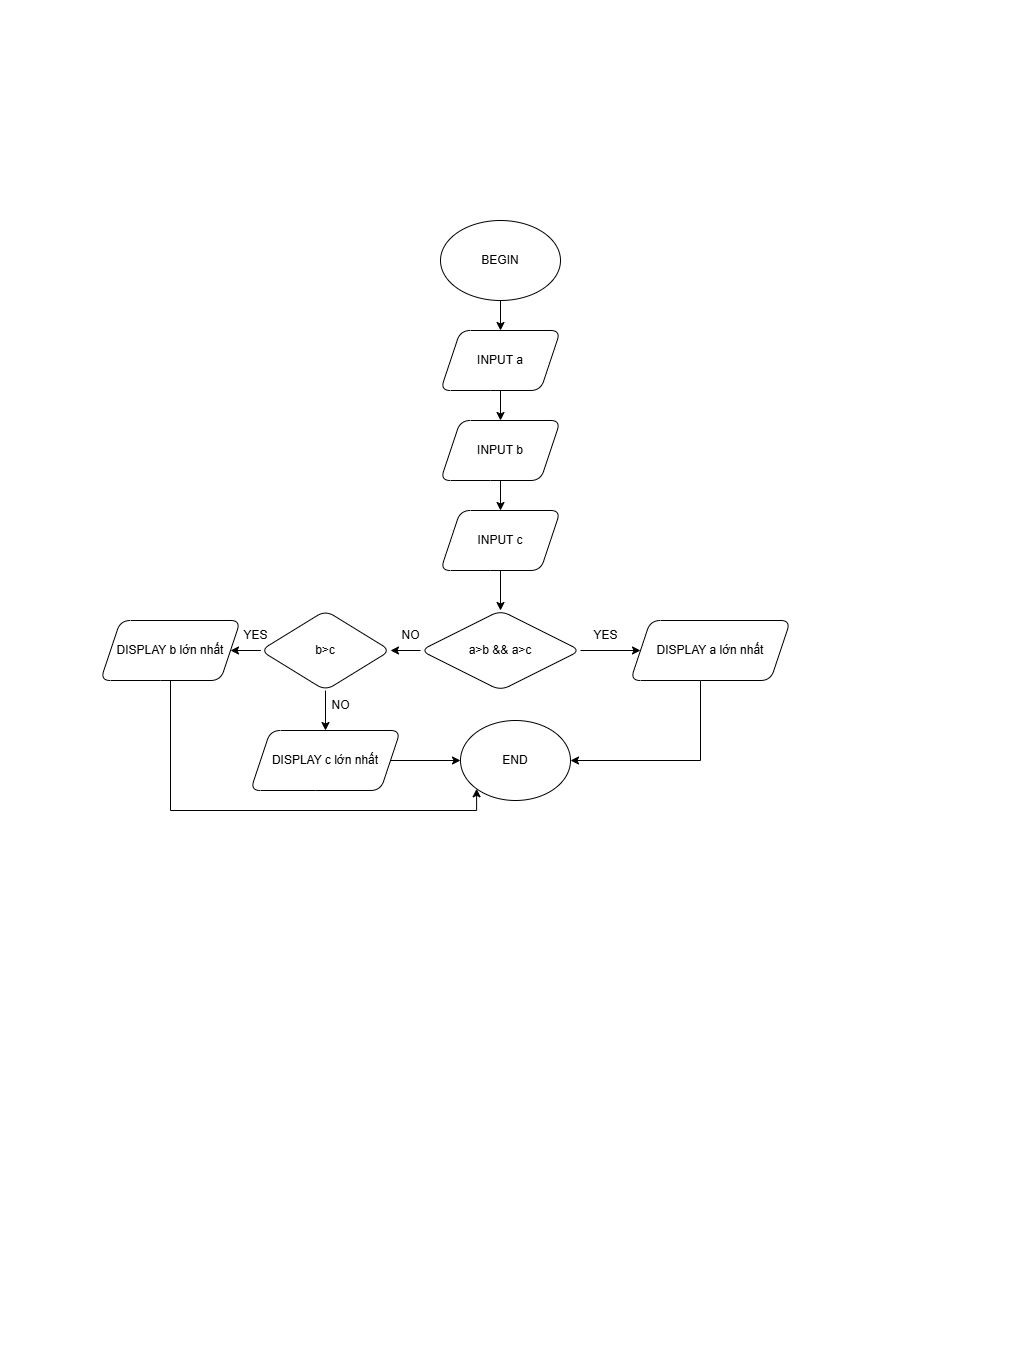 BEGIN
INPUT a
INPUT b
INPUT c
DISPLAY b lớn nhất
YES
b>c
NO
a>b && a>c
YES
DISPLAY a lớn nhất
NO
DISPLAY c lớn nhất
END